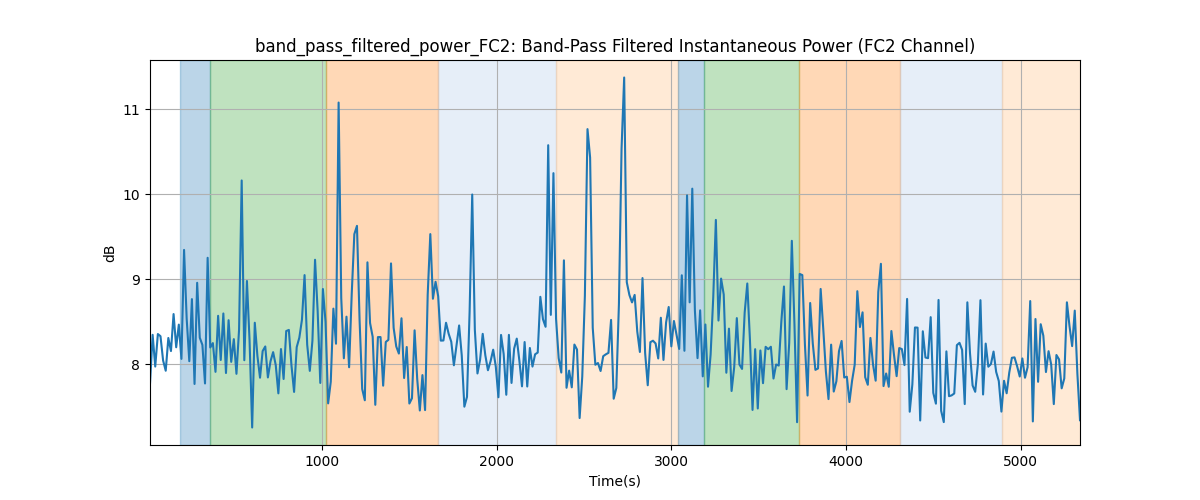 band_pass_filtered_power_FC2: Band-Pass Filtered Instantaneous Power (FC2 Channel)
11
10
9
8
dB
1000 2000 3000 4000 5000
Time(s)